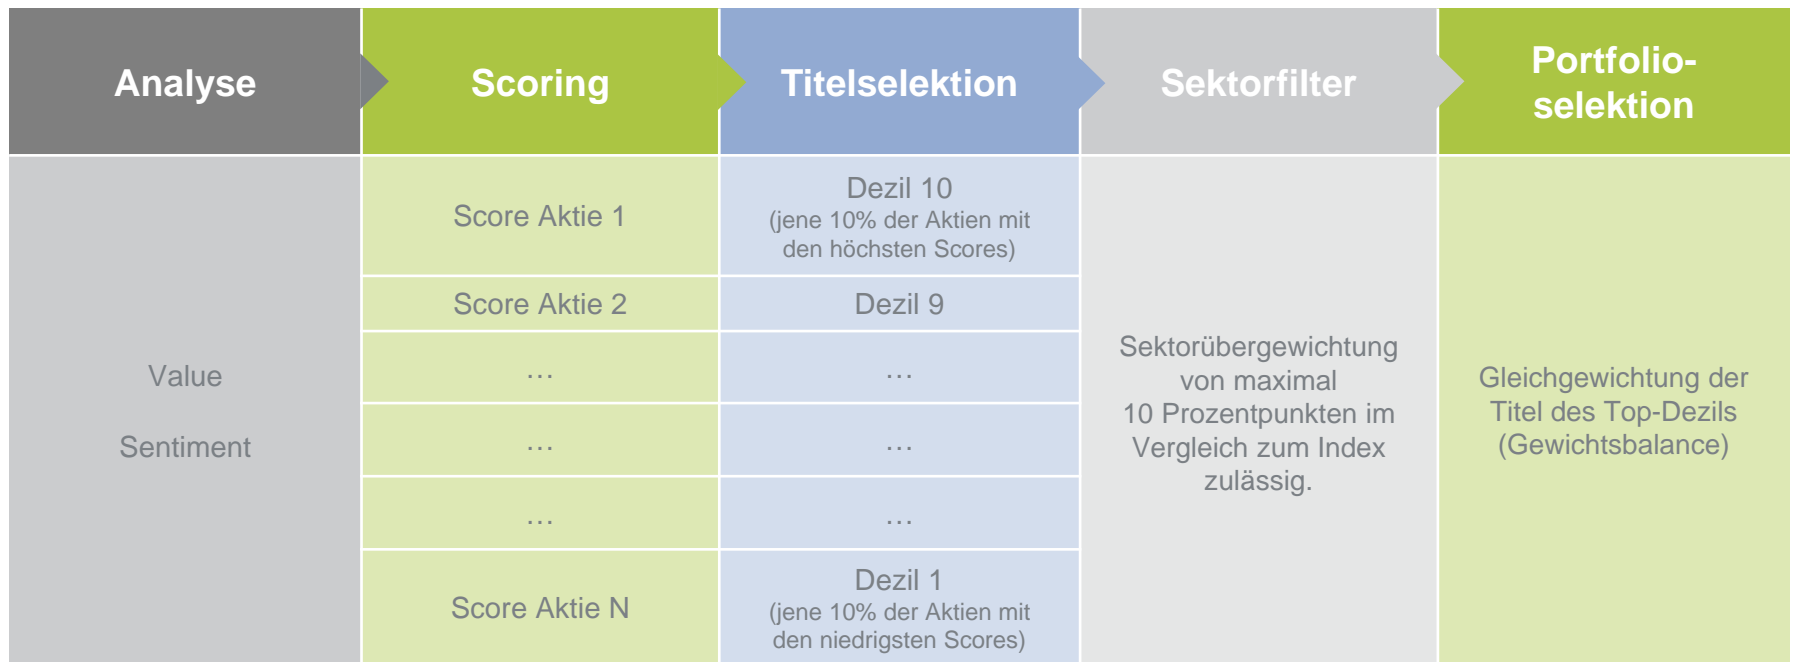 Analyse
Scoring
Titelselektion
Sektorfilter
Portfolio-
selektion
Value
Sentiment
Score Aktie 1
Score Aktie 2
…
…
…
Score Aktie N
Dezil 10
(jene 10% der Aktien mit
den höchsten Scores)
Dezil 9
…
…
…
Dezil 1
(jene 10% der Aktien mit
den niedrigsten Scores)
Sektorübergewichtung
von maximal
10 Prozentpunkten im
Vergleich zum Index
zulässig.
Gleichgewichtung der
Titel des Top-Dezils
(Gewichtsbalance)